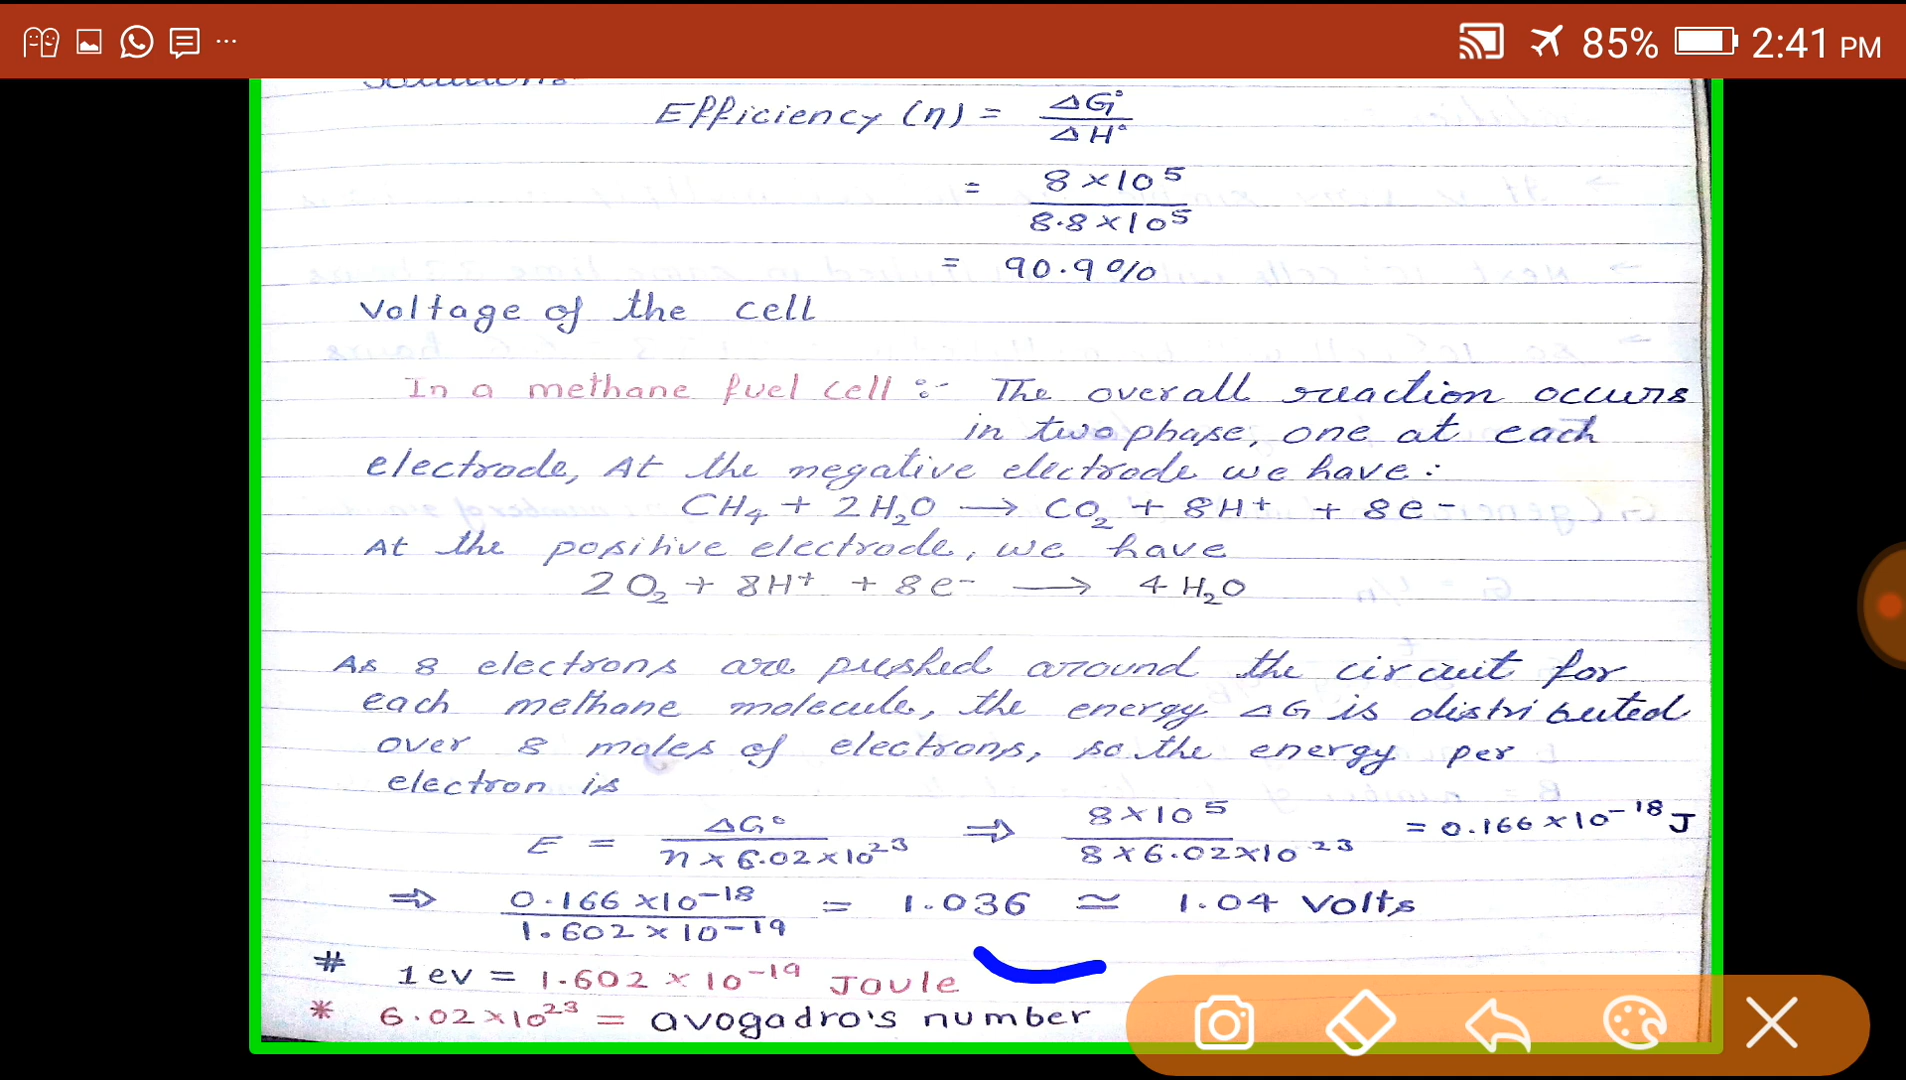 85% 2:41 PM
Solutions
Efficiency (η) = ΔG° / ΔH°
= 8×10^5 / 8.8×10^5
= 90.9%
Voltage of the cell
In a methane fuel cell :- The overall reaction occurs
in two phase, one at each
electrode, At the negative electrode we have :
CH₄ + 2H₂O → CO₂ + 8H+ + 8e-
At the positive electrode, we have
2O₂ + 8H+ + 8e- → 4H₂O
As 8 electrons are pushed around the circuit for
each methane molecule, the energy ΔG is distributed
over 8 moles of electrons, so the energy per
electron is
E = ΔG° / n×6.02×10^23 ⇒ 8×10^5 / 8×6.02×10^23 = 0.166×10^-18 J
⇒ 0.166×10^-18 / 1.602×10^-19 = 1.036 ≃ 1.04 Volts
# 1ev = 1.602×10^-19 Joule
* 6.02×10^23 = avogadro's number